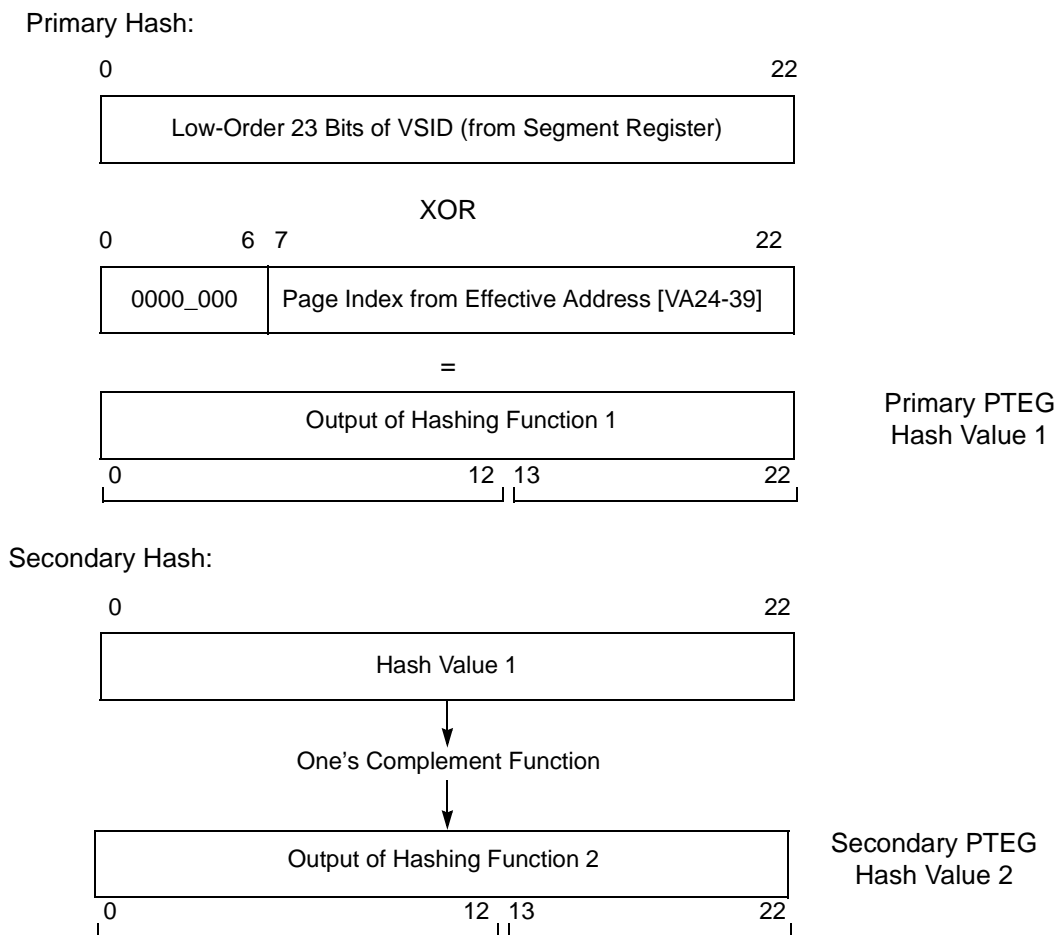 Primary Hash:
0 22
Low-Order 23 Bits of VSID (from Segment Register)
XOR
0 6 7 22
0000_000 Page Index from Effective Address [VA24-39]
=
Output of Hashing Function 1
Primary PTEG
Hash Value 1
0 12 13 22
Secondary Hash:
0 22
Hash Value 1
One's Complement Function
Output of Hashing Function 2
Secondary PTEG
Hash Value 2
0 12 13 22